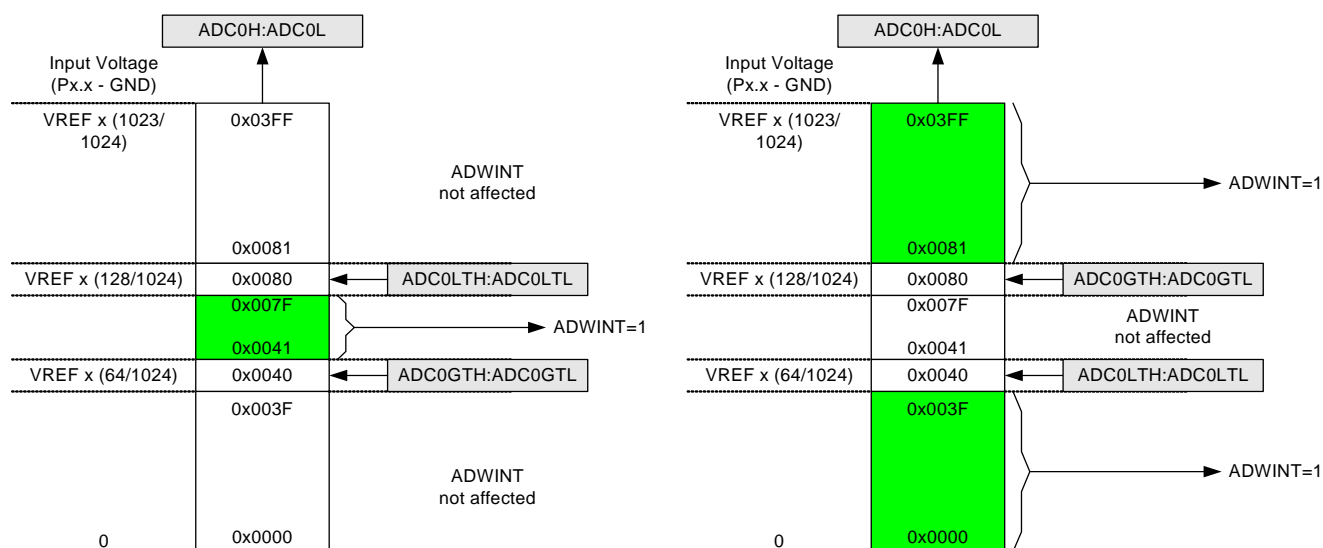 ADC0H:ADC0L
Input Voltage
(Px.x - GND)
VREF x (1023/
1024)
0x03FF
ADWINT
not affected
0x0081
VREF x (128/1024)
0x0080
ADC0LTH:ADC0LTL
0x007F
ADWINT=1
0x0041
VREF x (64/1024)
0x0040
ADC0GTH:ADC0GTL
0x003F
ADWINT
not affected
0
0x0000
ADC0H:ADC0L
Input Voltage
(Px.x - GND)
VREF x (1023/
1024)
0x03FF
ADWINT=1
0x0081
VREF x (128/1024)
0x0080
ADC0GTH:ADC0GTL
0x007F
ADWINT
not affected
0x0041
VREF x (64/1024)
0x0040
ADC0LTH:ADC0LTL
0x003F
ADWINT=1
0
0x0000